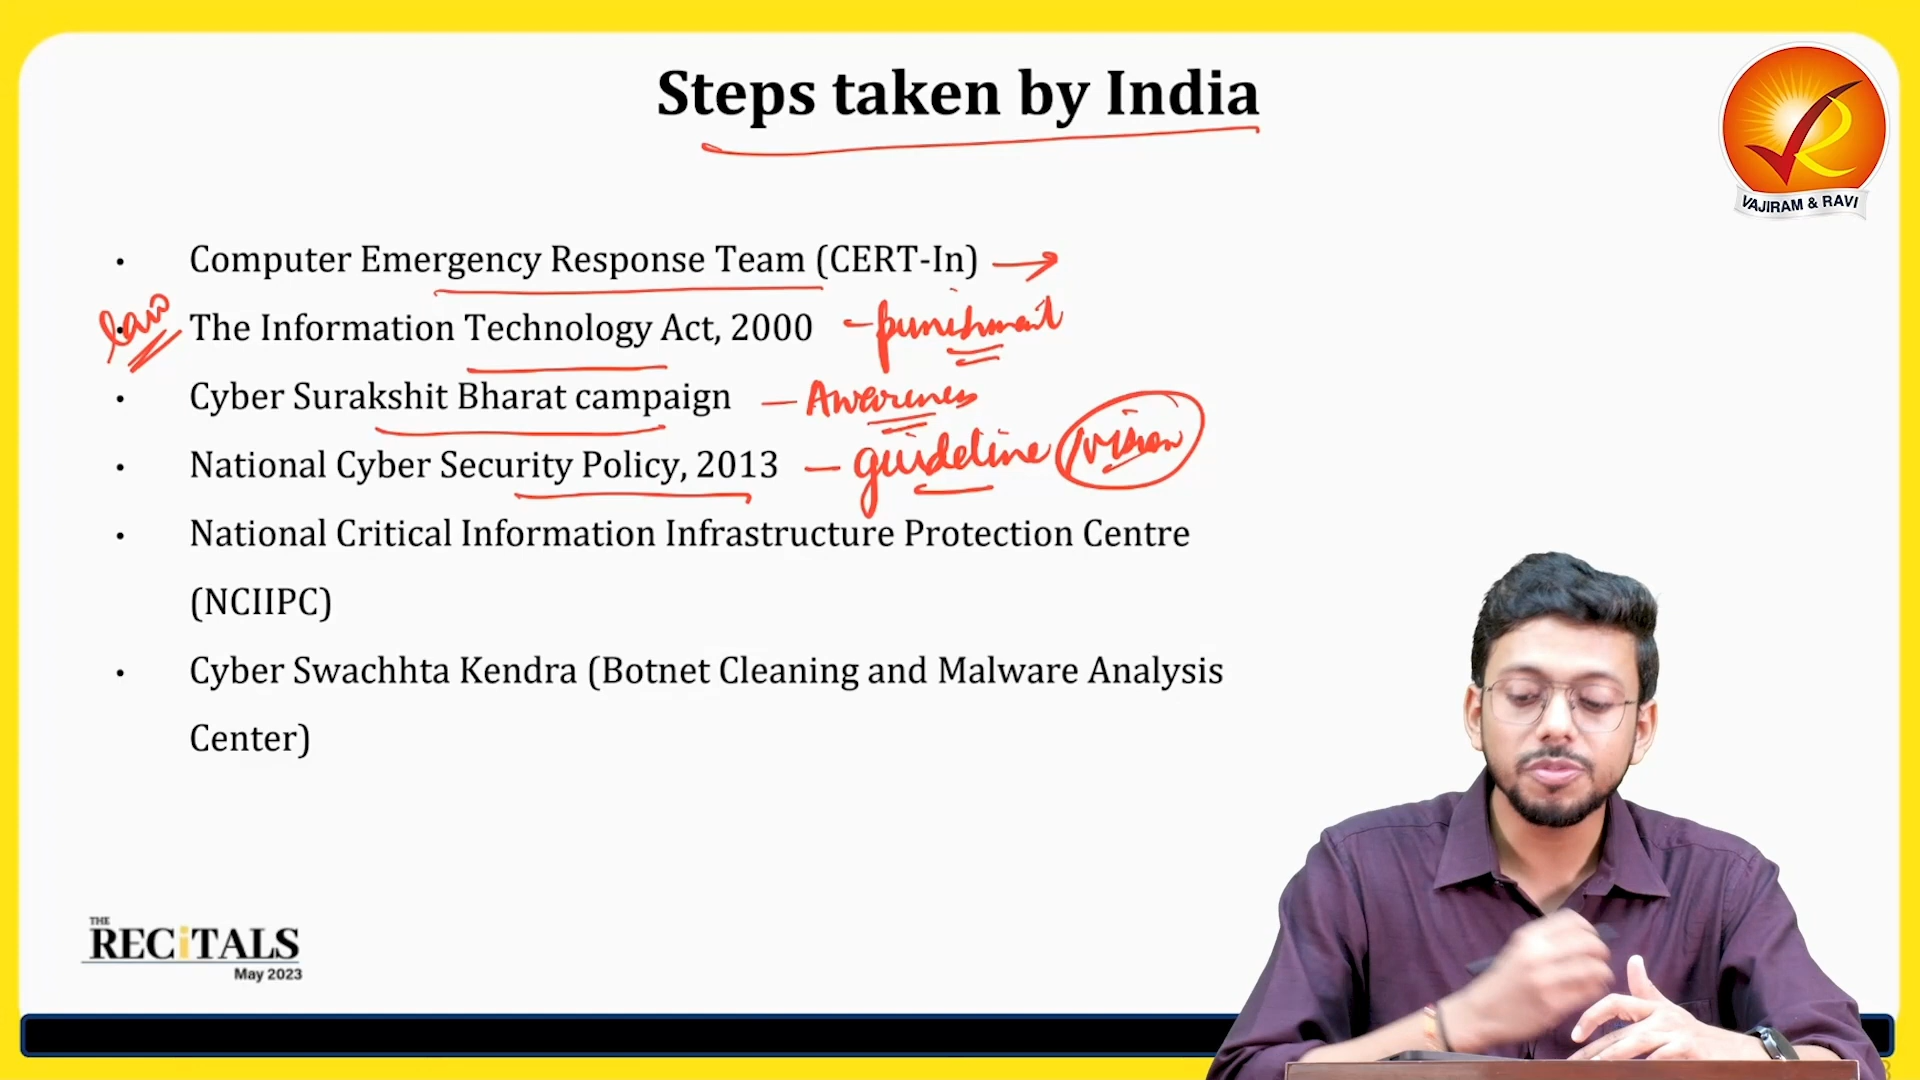 Steps taken by India
VAJIRAM & RAVI
• Computer Emergency Response Team (CERT-In) →
law The Information Technology Act, 2000 – punishment
• Cyber Surakshit Bharat campaign – Awareness
• National Cyber Security Policy, 2013 – guideline /vision
• National Critical Information Infrastructure Protection Centre
(NCIIPC)
• Cyber Swachhta Kendra (Botnet Cleaning and Malware Analysis
Center)
THE
RECiTALS
May 2023